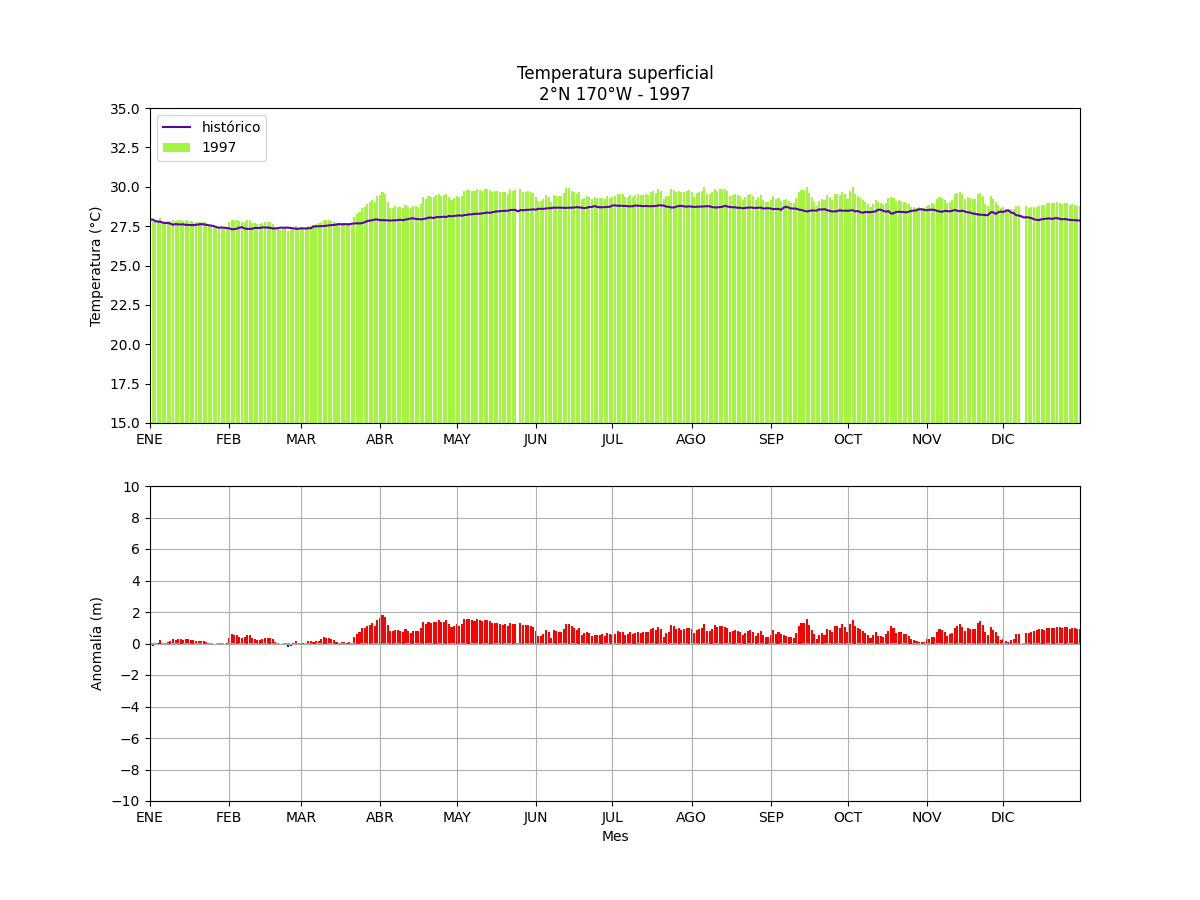 Temperatura superficial
2°N 170°W - 1997
35.0
32.5
30.0
27.5
25.0
22.5
20.0
17.5
15.0
Temperatura (°C)
histórico
1997
ENE FEB MAR ABR MAY JUN JUL AGO SEP OCT NOV DIC
10
8
6
4
2
0
−2
−4
−6
−8
−10
Anomalía (m)
ENE FEB MAR ABR MAY JUN JUL AGO SEP OCT NOV DIC
Mes